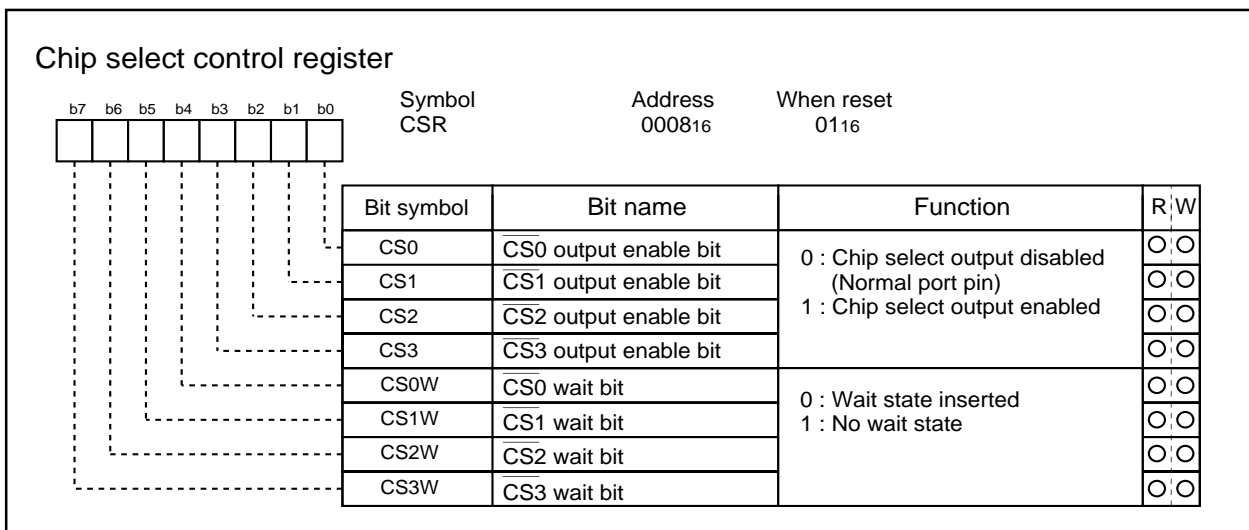 Chip select control register
b7 b6 b5 b4 b3 b2 b1 b0
Symbol Address When reset
CSR 000816 0116
Bit symbol Bit name Function R W
CS0 CS0 output enable bit
CS1 CS1 output enable bit
CS2 CS2 output enable bit
CS3 CS3 output enable bit
0 : Chip select output disabled
(Normal port pin)
1 : Chip select output enabled
CS0W CS0 wait bit
CS1W CS1 wait bit
CS2W CS2 wait bit
CS3W CS3 wait bit
0 : Wait state inserted
1 : No wait state